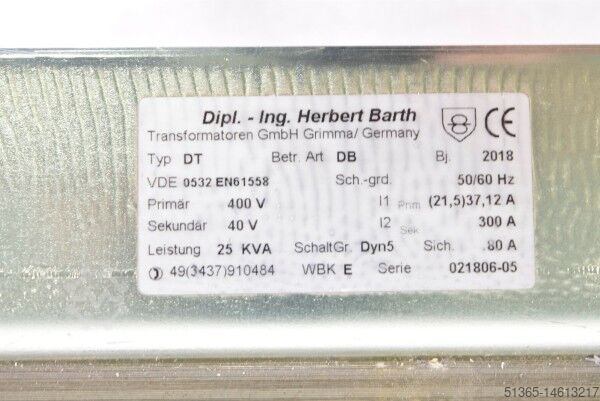 Dipl. - Ing. Herbert Barth
Transformatoren GmbH Grimma/ Germany
CE
Typ DT Betr. Art DB Bj. 2018
VDE 0532 EN61558 Sch.-grd. 50/60 Hz
Primär 400 V I1 Prim (21,5)37,12 A
Sekundär 40 V I2 Sek 300 A
Leistung 25 KVA SchaltGr. Dyn5 Sich. 80 A
49(3437)910484 WBK E Serie 021806-05
51365-14613217